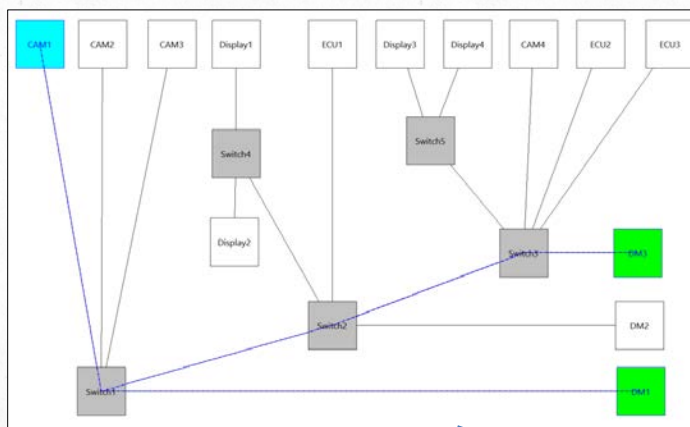 CAM1
CAM2
CAM3
Display1
ECU1
Display3
Display4
CAM4
ECU2
ECU3
Switch5
Switch4
Display2
Switch3
DM3
Switch2
DM2
Switch1
DM1